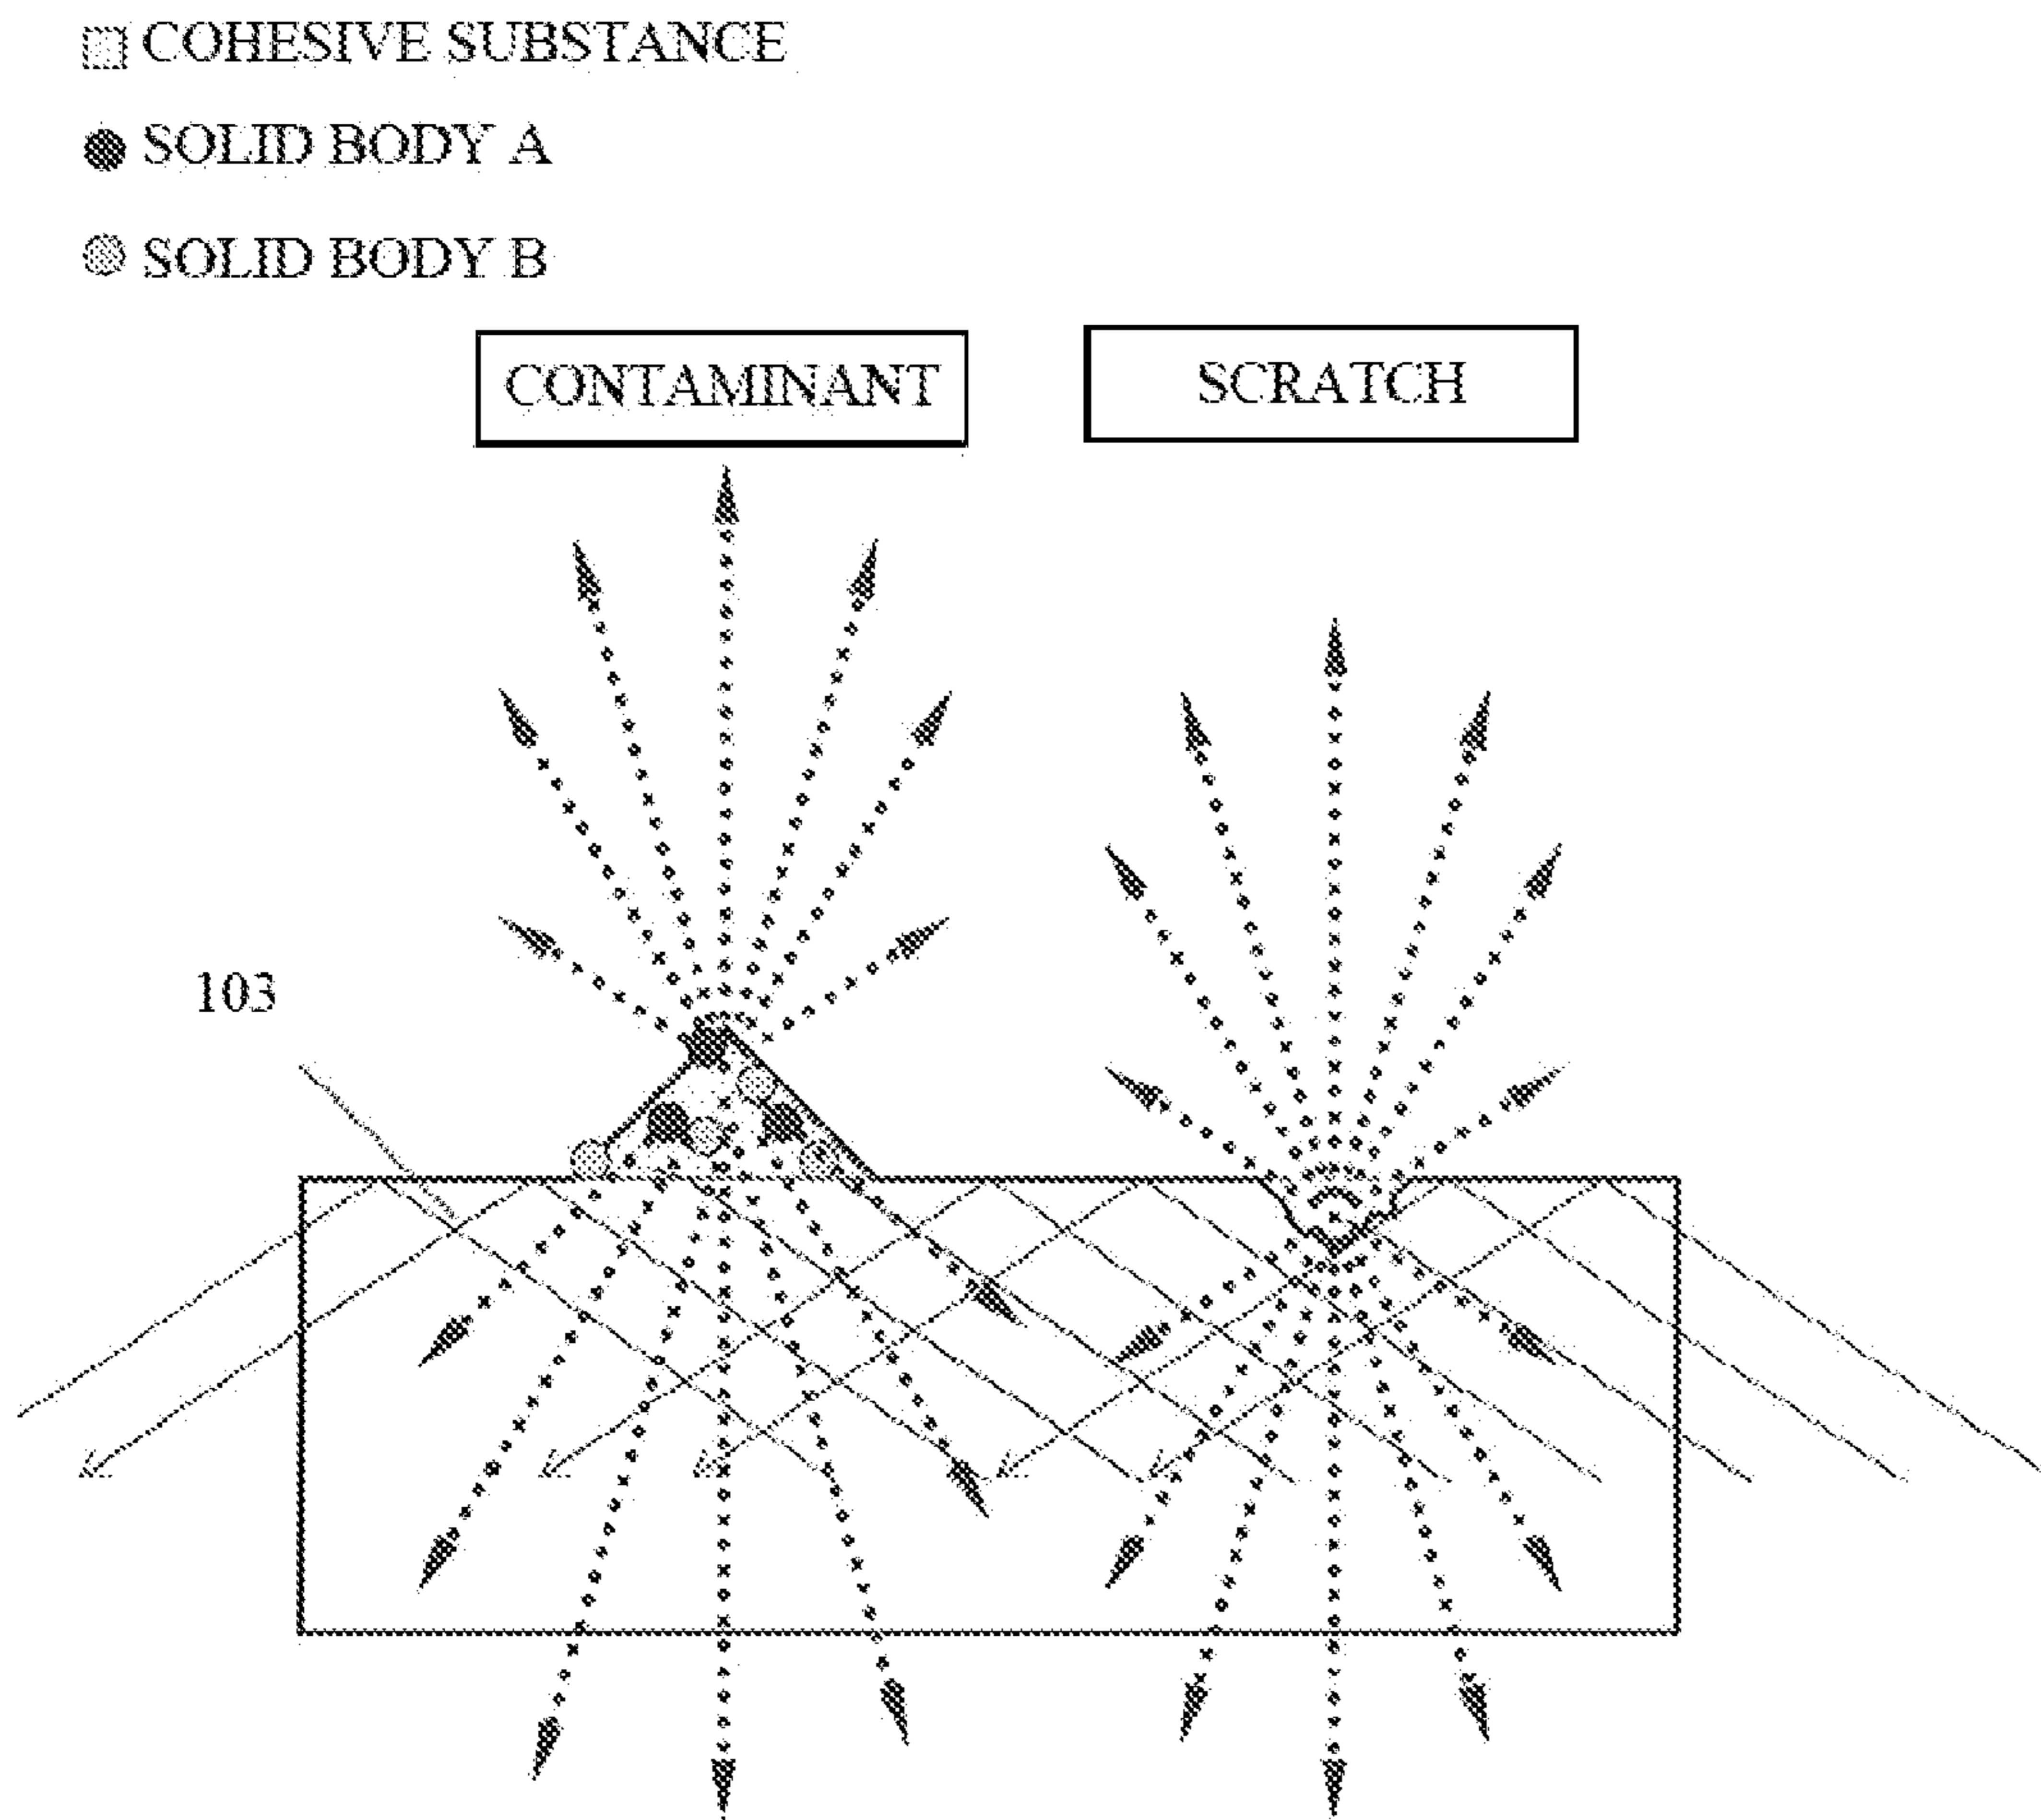 COHESIVE SUBSTANCE
SOLID BODY A
SOLID BODY B
CONTAMINANT
SCRATCH
103